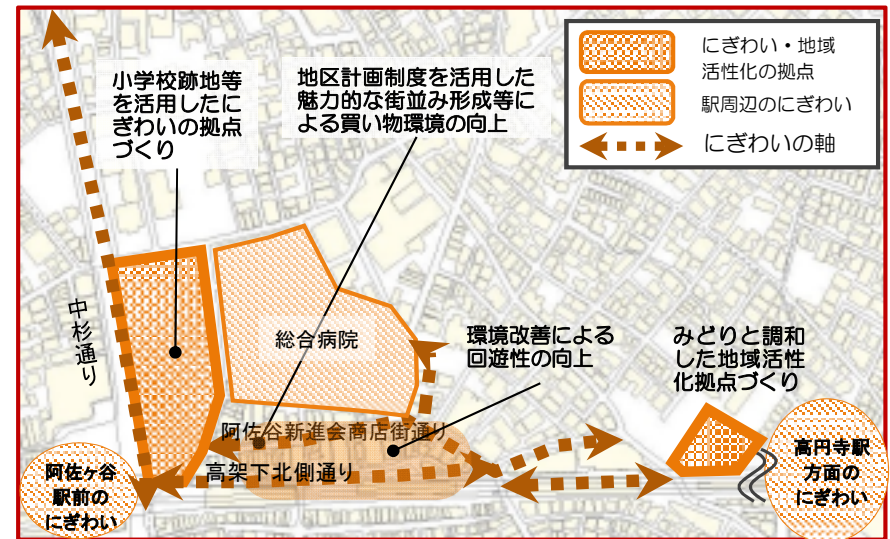 小学校跡地等
を活用したに
ぎわいの拠点
づくり
地区計画制度を活用した
魅力的な街並み形成等に
よる買い物環境の向上
にぎわい・地域
活性化の拠点
駅周辺のにぎわい
にぎわいの軸
中杉通り
総合病院
環境改善による
回遊性の向上
みどりと調和
した地域活性
化拠点づくり
阿佐谷新進会商店街通り
高架下北側通り
阿佐ヶ谷
駅前の
にぎわい
高円寺駅
方面の
にぎわい